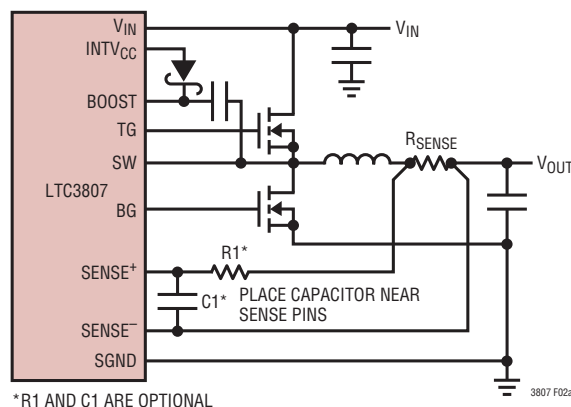 VIN
VIN
INTVCC
BOOST
TG
RSENSE
SW
VOUT
LTC3807
BG
R1*
SENSE+
C1*
PLACE CAPACITOR NEAR
SENSE PINS
SENSE–
SGND
3807 F02a
*R1 AND C1 ARE OPTIONAL